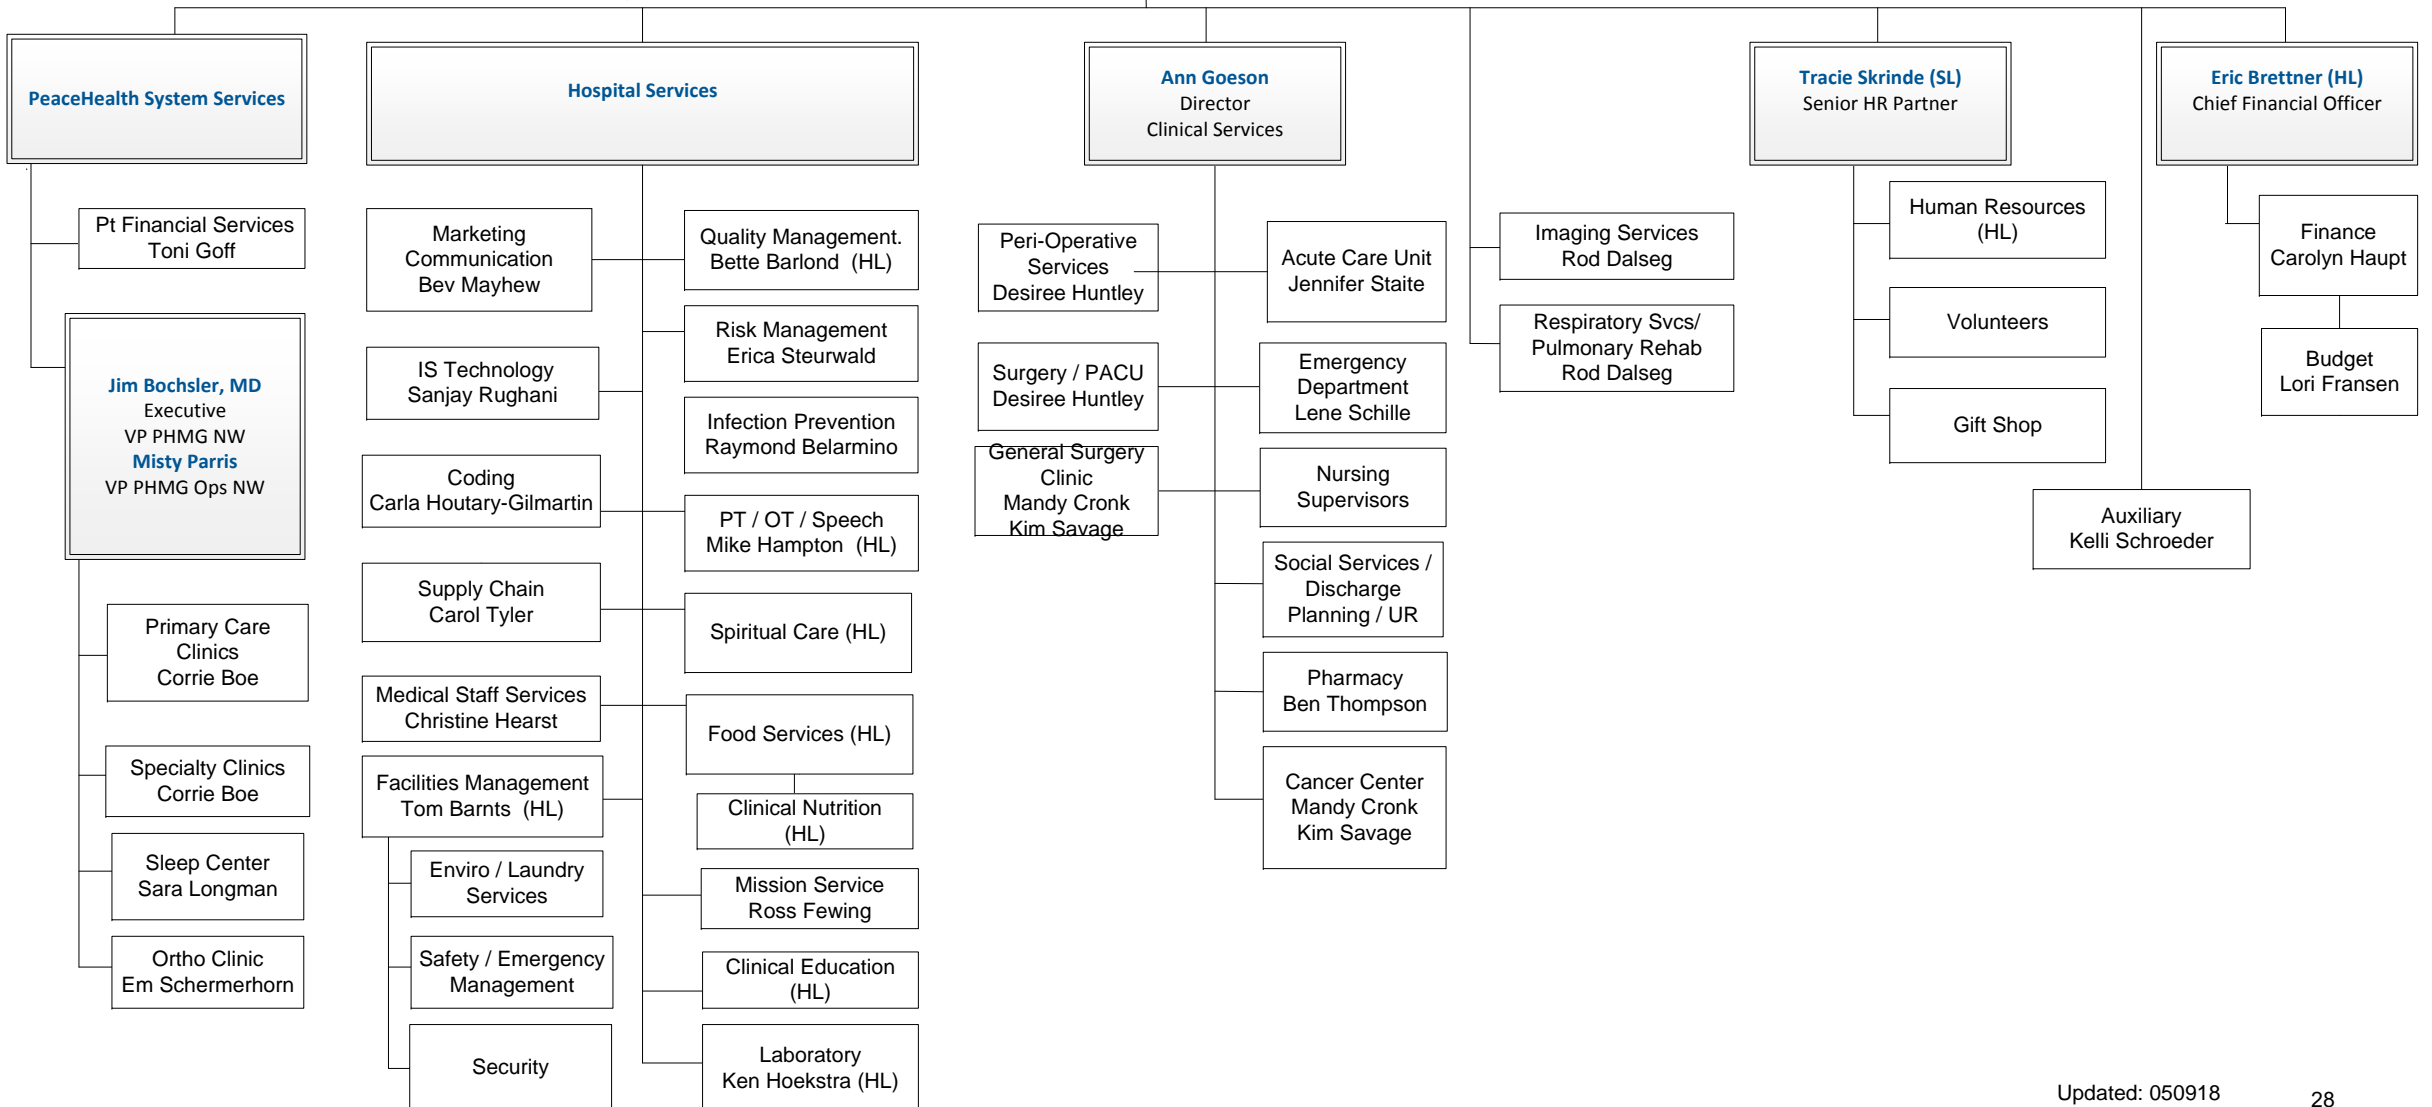 PeaceHealth System Services
Pt Financial Services
Toni Goff
Jim Bochsler, MD
Executive
VP PHMG NW
Misty Parris
VP PHMG Ops NW
Primary Care
Clinics
Corrie Boe
Specialty Clinics
Corrie Boe
Sleep Center
Sara Longman
Ortho Clinic
Em Schermerhorn
Hospital Services
Marketing
Communication
Bev Mayhew
IS Technology
Sanjay Rughani
Coding
Carla Houtary-Gilmartin
Supply Chain
Carol Tyler
Medical Staff Services
Christine Hearst
Facilities Management
Tom Barnts (HL)
Enviro / Laundry
Services
Safety / Emergency
Management
Security
Quality Management.
Bette Barlond (HL)
Risk Management
Erica Steurwald
Infection Prevention
Raymond Belarmino
PT / OT / Speech
Mike Hampton (HL)
Spiritual Care (HL)
Food Services (HL)
Clinical Nutrition
(HL)
Mission Service
Ross Fewing
Clinical Education
(HL)
Laboratory
Ken Hoekstra (HL)
Ann Goeson
Director
Clinical Services
Peri-Operative
Services
Desiree Huntley
Surgery / PACU
Desiree Huntley
General Surgery
Clinic
Mandy Cronk
Kim Savage
Acute Care Unit
Jennifer Staite
Emergency
Department
Lene Schille
Nursing
Supervisors
Social Services /
Discharge
Planning / UR
Pharmacy
Ben Thompson
Cancer Center
Mandy Cronk
Kim Savage
Imaging Services
Rod Dalseg
Respiratory Svcs/
Pulmonary Rehab
Rod Dalseg
Tracie Skrinde (SL)
Senior HR Partner
Human Resources
(HL)
Volunteers
Gift Shop
Auxiliary
Kelli Schroeder
Eric Brettner (HL)
Chief Financial Officer
Finance
Carolyn Haupt
Budget
Lori Fransen
Updated: 050918
28